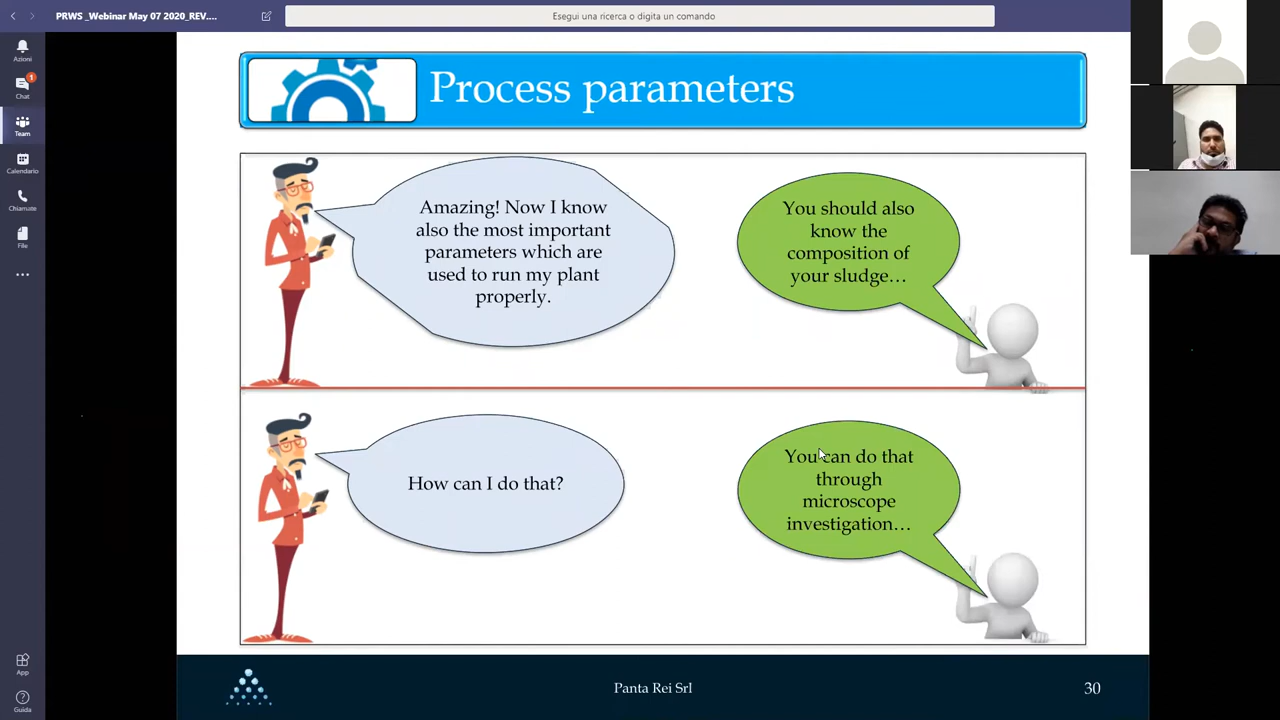 PRWS _Webinar May 07 2020_REV....
Esegui una ricerca o digita un comando
Azioni
1
Chat
Team
Calendario
Chiamate
File
App
Guida
Process parameters
Amazing! Now I know
also the most important
parameters which are
used to run my plant
properly.
You should also
know the
composition of
your sludge…
How can I do that?
You can do that
through
microscope
investigation…
Panta Rei Srl
30